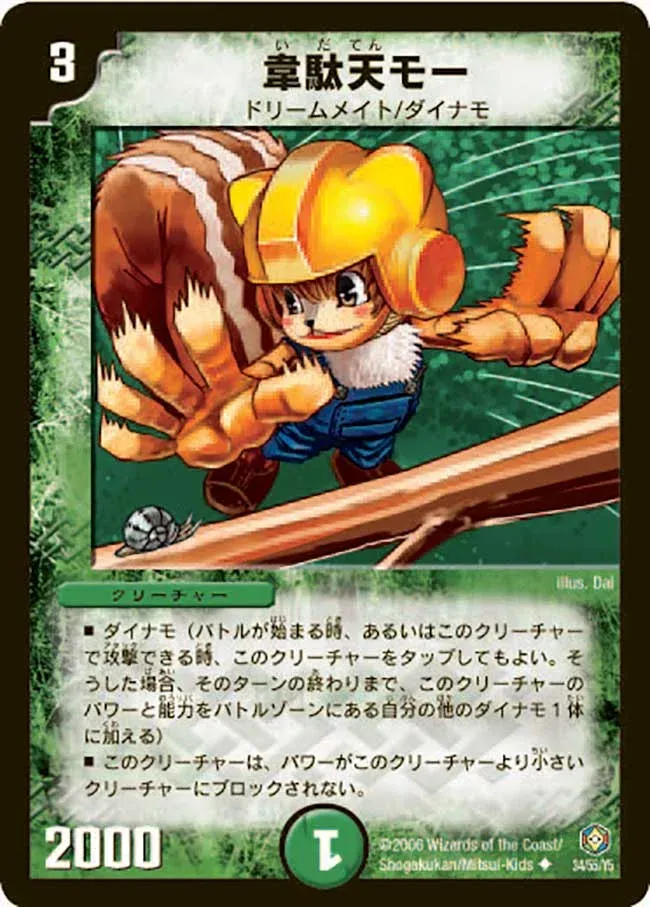 3
韋駄天モー
いだてん
ドリームメイト/ダイナモ
illus. Dai
クリーチャー
■ ダイナモ（バトルが始まる時、あるいはこのクリーチャー
で攻撃できる時、このクリーチャーをタップしてもよい。そ
うした場合、そのターンの終わりまで、このクリーチャーの
パワーと能力をバトルゾーンにある自分の他のダイナモ1体
に加える）
■ このクリーチャーは、パワーがこのクリーチャーより小さい
クリーチャーにブロックされない。
2000
1
©2006 Wizards of the Coast/
Shogakukan/Mitsui-Kids ◆
34/55/Y5